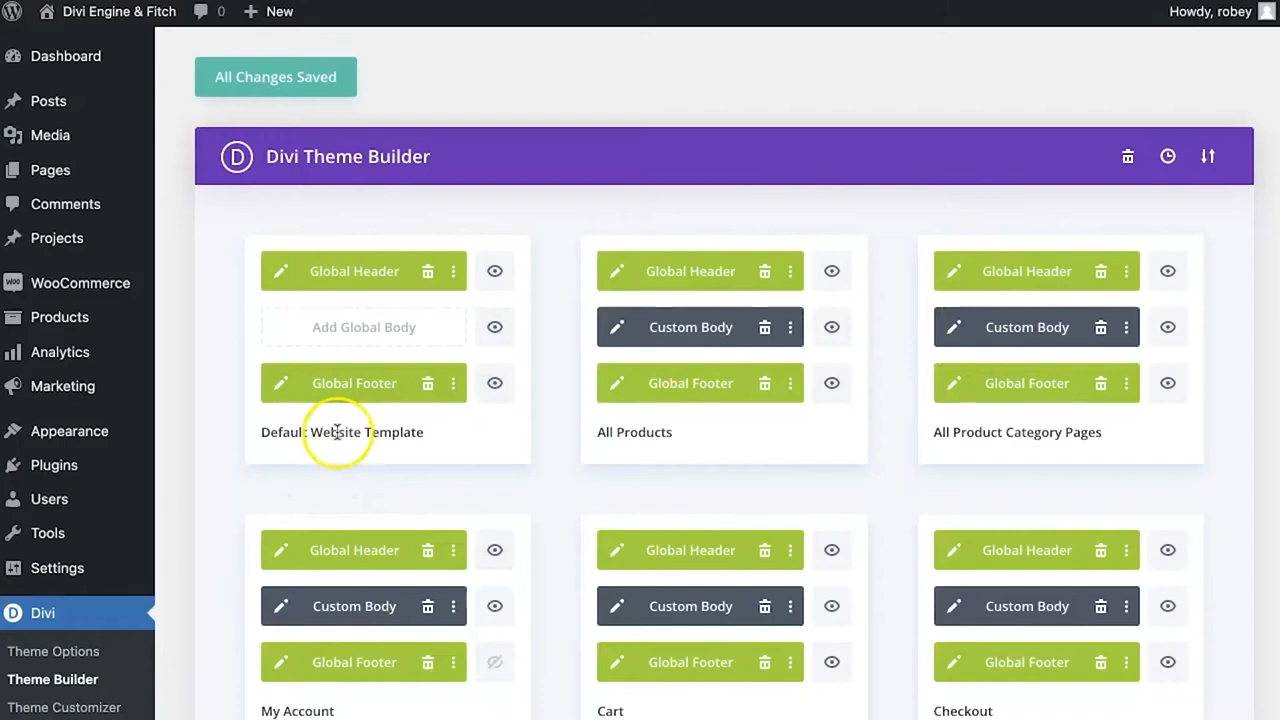 Divi Engine & Fitch 0 New Howdy, robey
Dashboard
Posts
Media
Pages
Comments
Projects
WooCommerce
Products
Analytics
Marketing
Appearance
Plugins
Users
Tools
Settings
Divi
Theme Options
Theme Builder
Theme Customizer
All Changes Saved
D Divi Theme Builder
Global Header
Add Global Body
Global Footer
Default Website Template
Global Header
Custom Body
Global Footer
All Products
Global Header
Custom Body
Global Footer
All Product Category Pages
Global Header
Custom Body
Global Footer
My Account
Global Header
Custom Body
Global Footer
Cart
Global Header
Custom Body
Global Footer
Checkout